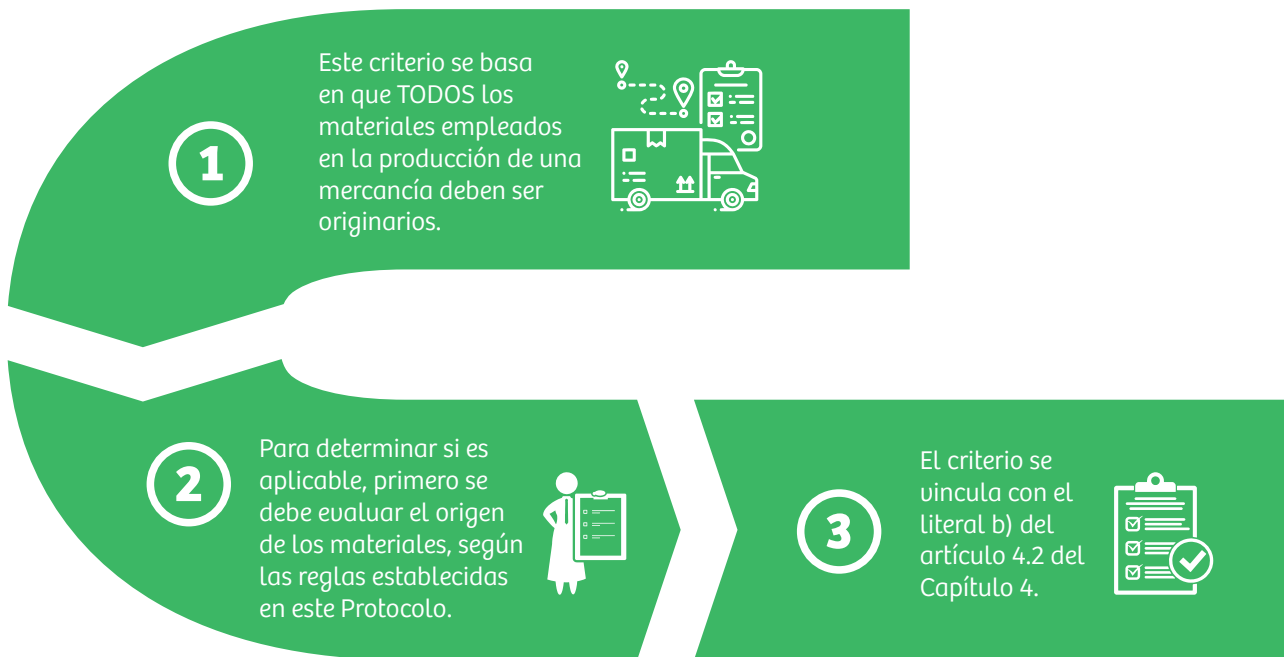 1
Este criterio se basa
en que TODOS los
materiales empleados
en la producción de una
mercancía deben ser
originarios.
2
Para determinar si es
aplicable, primero se
debe evaluar el origen
de los materiales, según
las reglas establecidas
en este Protocolo.
3
El criterio se
vincula con el
literal b) del
artículo 4.2 del
Capítulo 4.